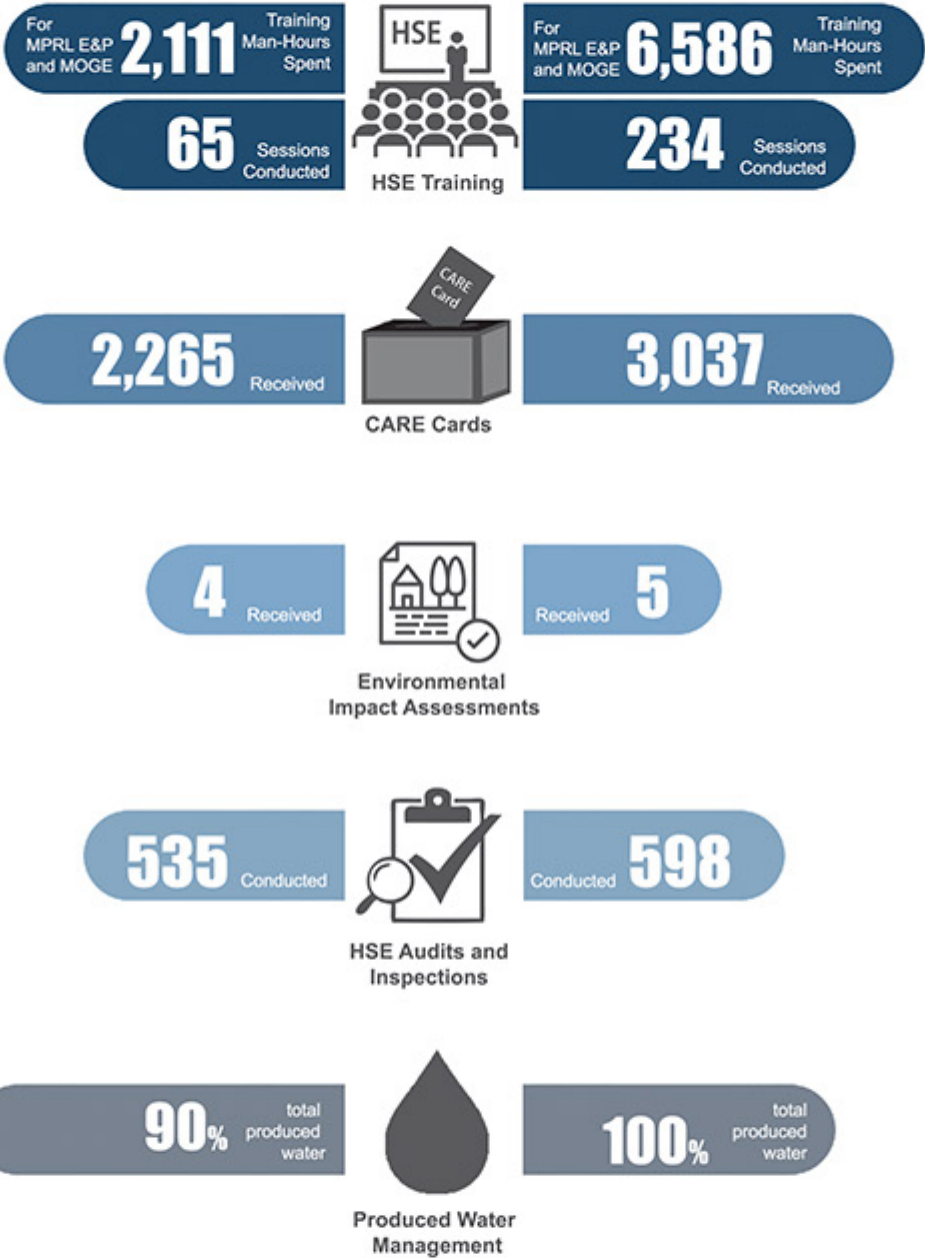 For
MPRL E&P
and MOGE
2,111
Training
Man-Hours
Spent
HSE
For
MPRL E&P
and MOGE
6,586
Training
Man-Hours
Spent
65
Sessions
Conducted
234
Sessions
Conducted
HSE Training
CARE
Card
2,265 Received
3,037 Received
CARE Cards
4 Received
Received 5
Environmental
Impact Assessments
535 Conducted
Conducted 598
HSE Audits and
Inspections
90%
total
produced
water
100%
total
produced
water
Produced Water
Management